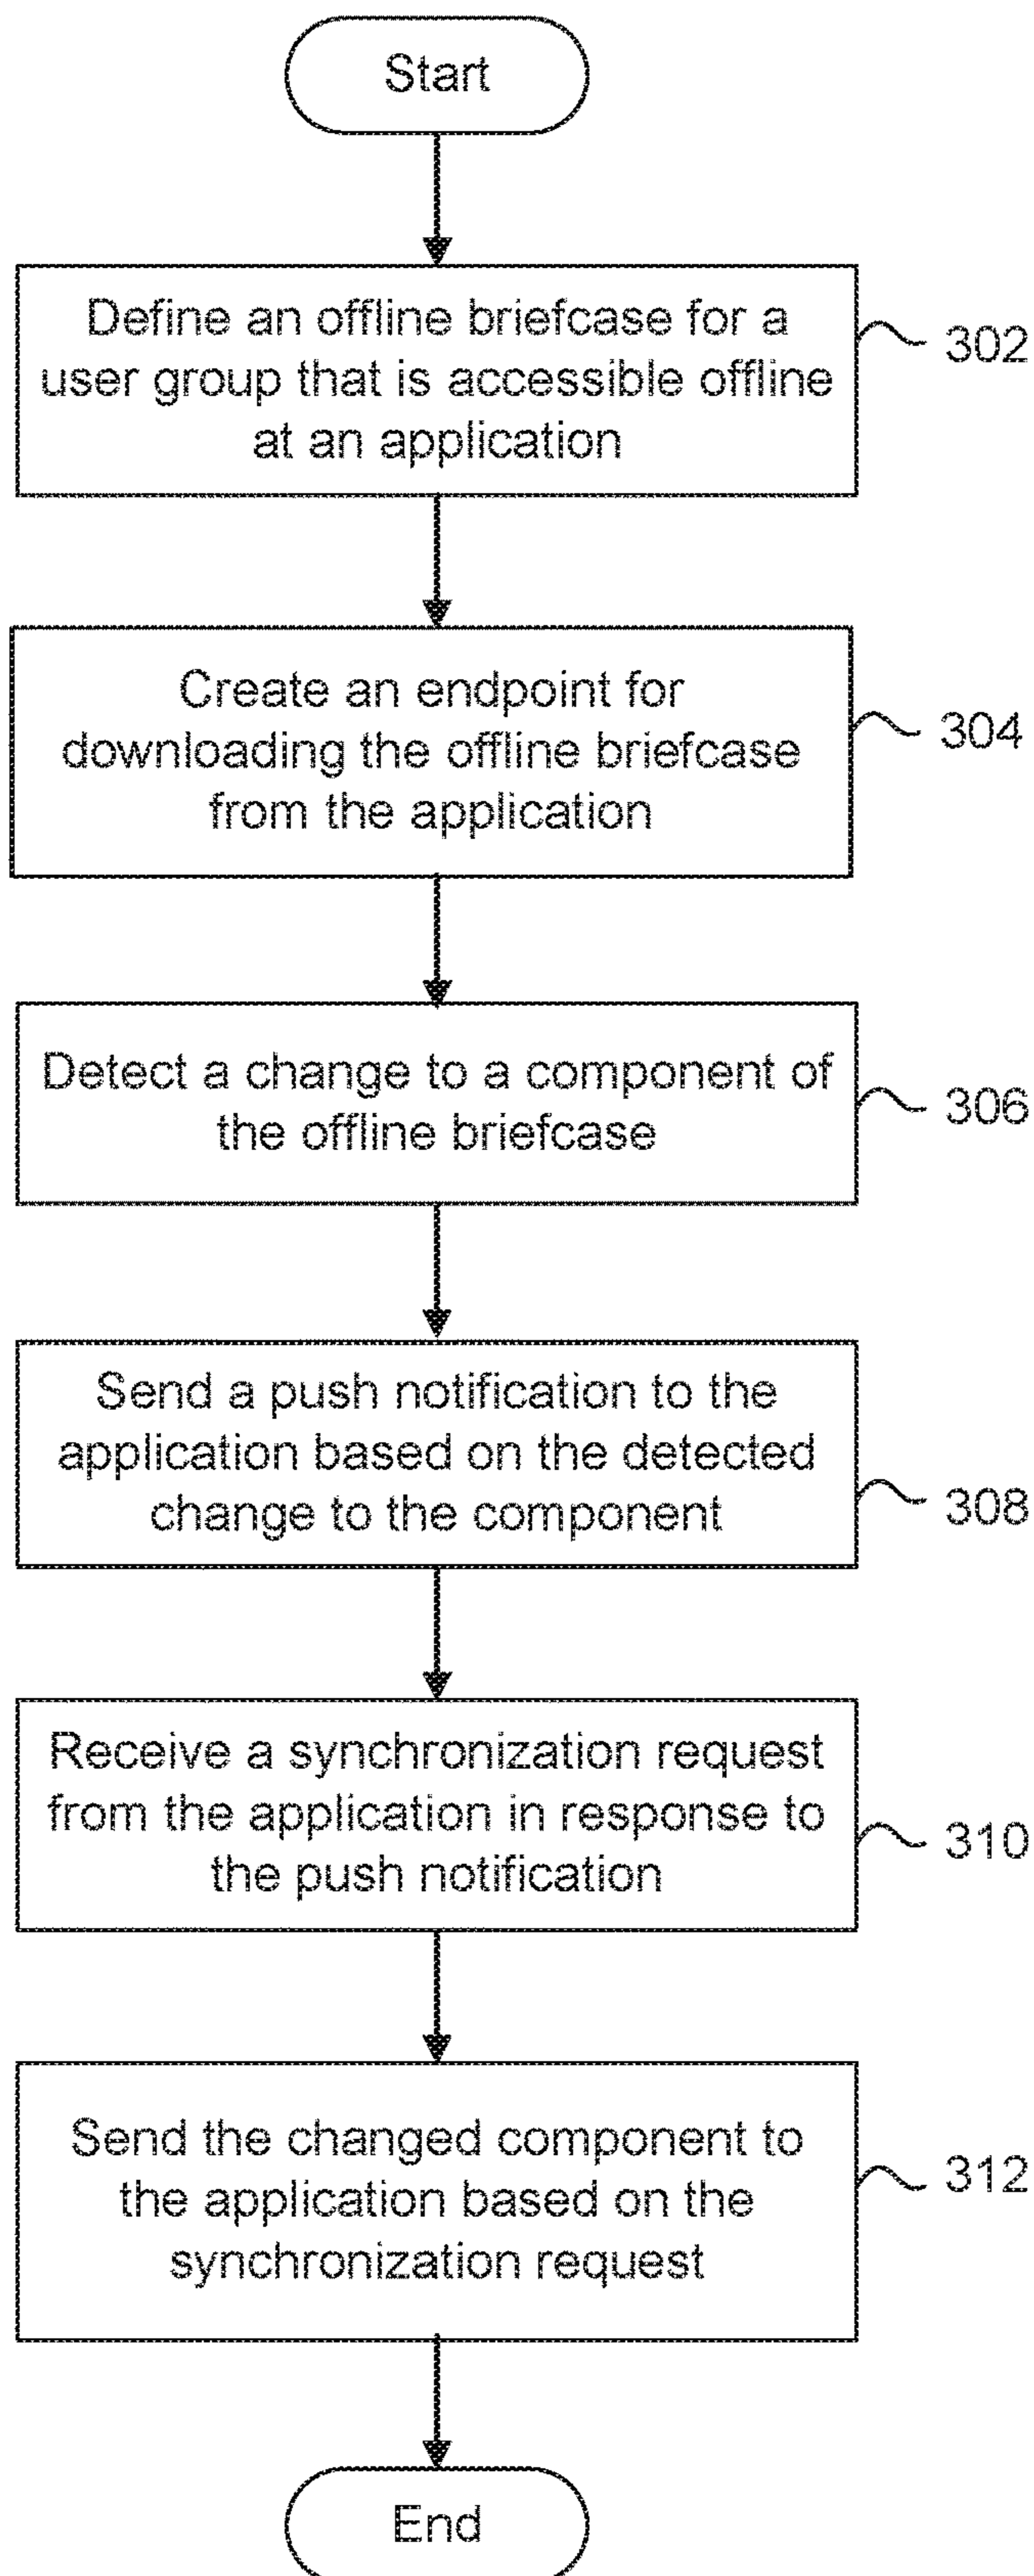 Start
Define an offline briefcase for a
user group that is accessible offline
at an application
302
Create an endpoint for
downloading the offline briefcase
from the application
304
Detect a change to a component of
the offline briefcase
306
Send a push notification to the
application based on the detected
change to the component
308
Receive a synchronization request
from the application in response to
the push notification
310
Send the changed component to
the application based on the
synchronization request
312
End